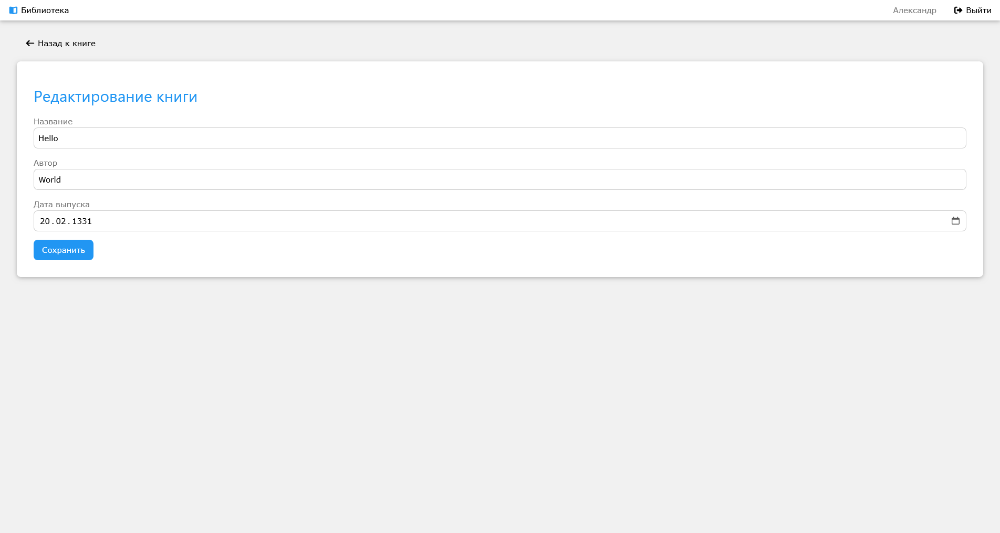 Библиотека
Александр
Выйти
Назад к книге
Редактирование книги
Название
Hello
Автор
World
Дата выпуска
20.02.1331
Сохранить